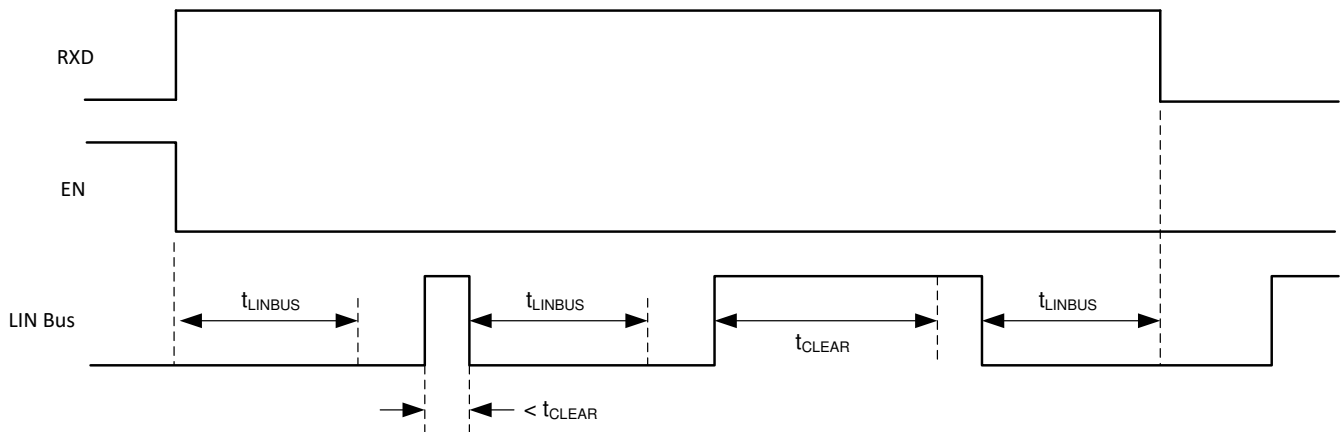 RXD
EN
LIN Bus
tLINBUS
tLINBUS
tCLEAR
tLINBUS
< tCLEAR